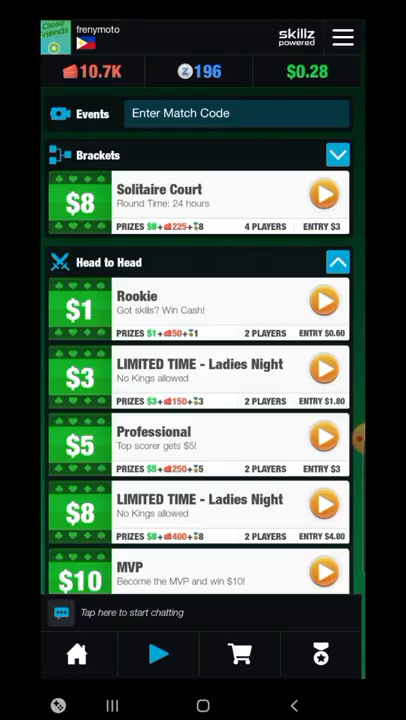 Close
Friends
frenymoto
skillz
powered
10.7K
Z 196
$0.28
Events
Enter Match Code
Brackets
$8
Solitaire Court
Round Time: 24 hours
PRIZES $8+225+8 4 PLAYERS ENTRY $3
Head to Head
$1
Rookie
Got skills? Win Cash!
PRIZES $1+50+1 2 PLAYERS ENTRY $0.60
$3
LIMITED TIME - Ladies Night
No Kings allowed
PRIZES $3+150+3 2 PLAYERS ENTRY $1.80
$5
Professional
Top scorer gets $5!
PRIZES $5+250+5 2 PLAYERS ENTRY $3
$8
LIMITED TIME - Ladies Night
No Kings allowed
PRIZES $8+400+8 2 PLAYERS ENTRY $4.80
$10
MVP
Become the MVP and win $10!
Tap here to start chatting